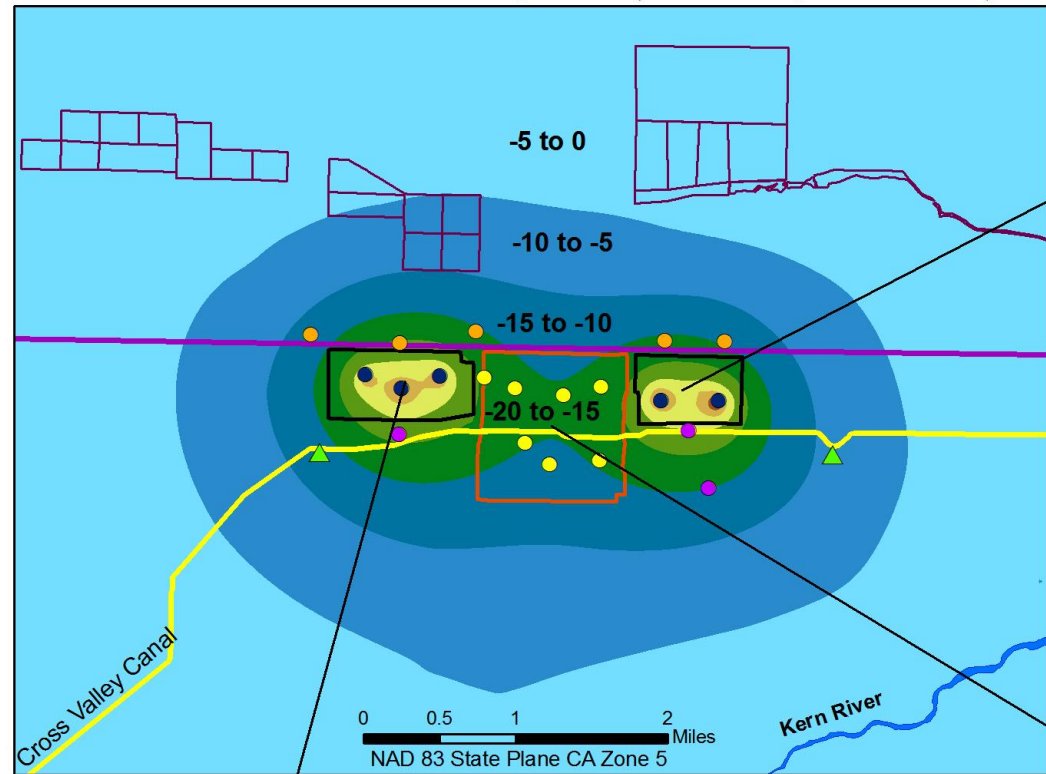 -5 to 0
-10 to -5
-15 to -10
-20 to -15
Cross Valley Canal
Kern River
0 0.5 1 2
Miles
NAD 83 State Plane CA Zone 5